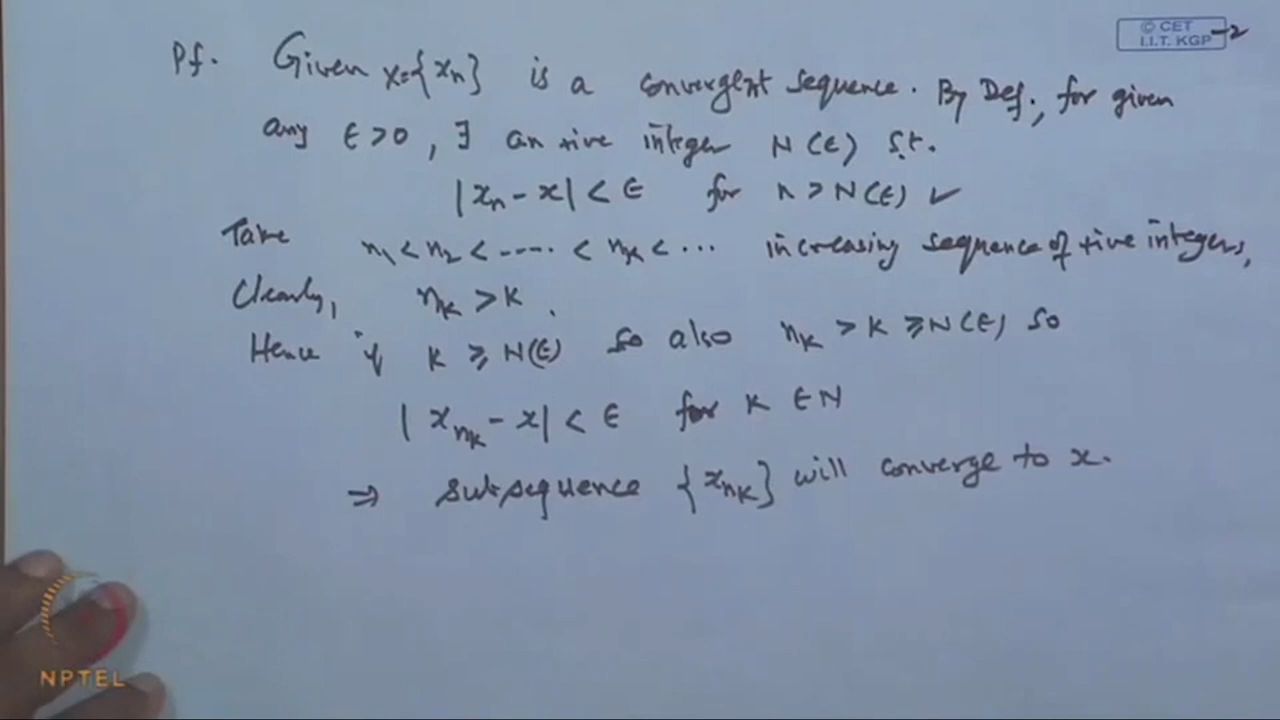 © CET
I.I.T. KGP -2
Pf. Given x={xₙ} is a convergent sequence. By Def., for given
any ε>0, ∃ an +ive integer N(ε) s.t.
|xₙ - x| < ε for n > N(ε) ✓
Take n₁ < n₂ < ---- < nₖ < ... increasing sequence of +ive integers,
Clearly, nₖ > k.
Hence if k ≥ N(ε) so also nₖ > k ≥ N(ε) so
|xₙₖ - x| < ε for k ∈ N
⇒ subsequence {xₙₖ} will converge to x.
NPTEL